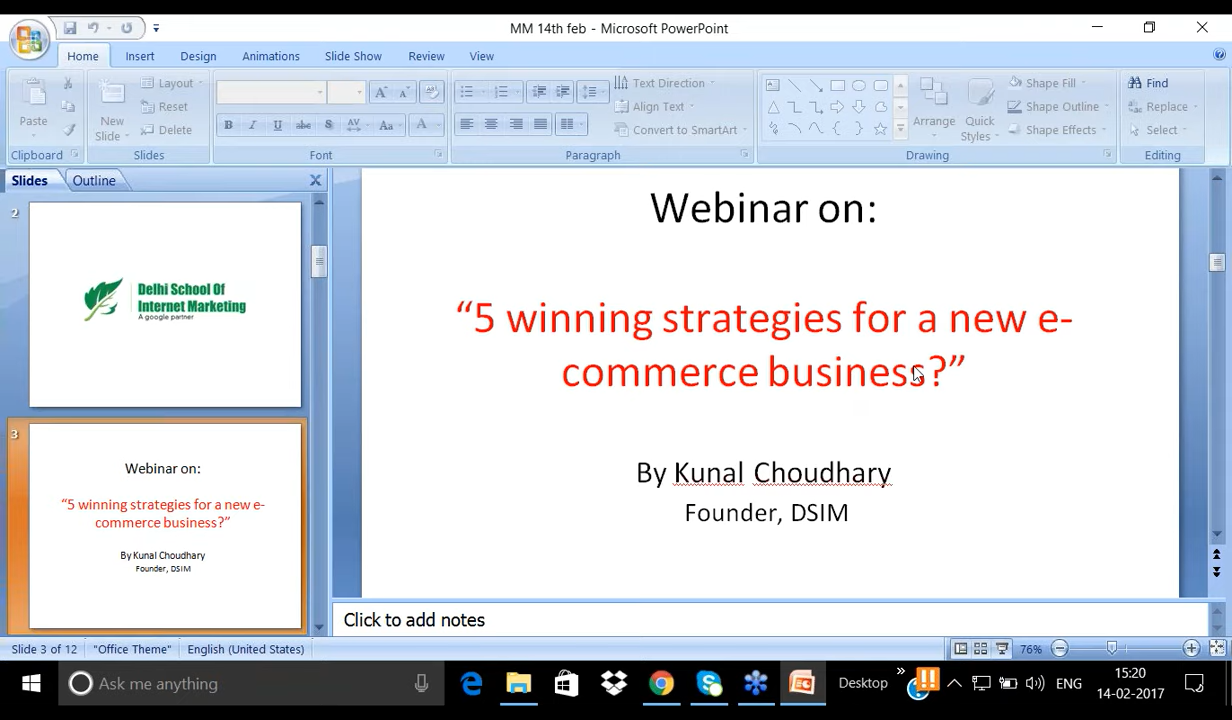 MM 14th feb - Microsoft PowerPoint
Home Insert Design Animations Slide Show Review View
Paste
New Slide
Layout
Reset
Delete
Text Direction
Align Text
Convert to SmartArt
Arrange
Quick Styles
Shape Fill
Shape Outline
Shape Effects
Find
Replace
Select
Clipboard Slides Font Paragraph Drawing Editing
Slides Outline
2
Delhi School Of
Internet Marketing
A google partner
3
Webinar on:
“5 winning strategies for a new e-
commerce business?”
By Kunal Choudhary
Founder, DSIM
Webinar on:
“5 winning strategies for a new e-
commerce business?”
By Kunal Choudhary
Founder, DSIM
Click to add notes
Slide 3 of 12 "Office Theme" English (United States) 76%
Ask me anything
Desktop
ENG
15:20
14-02-2017